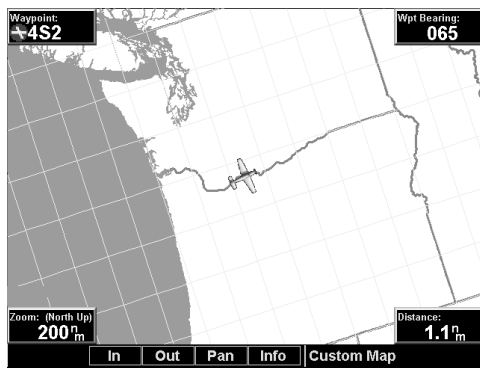 Waypoint:
4S2
Wpt Bearing:
065
Zoom: (North Up)
200nm
Distance:
1.1nm
In Out Pan Info Custom Map